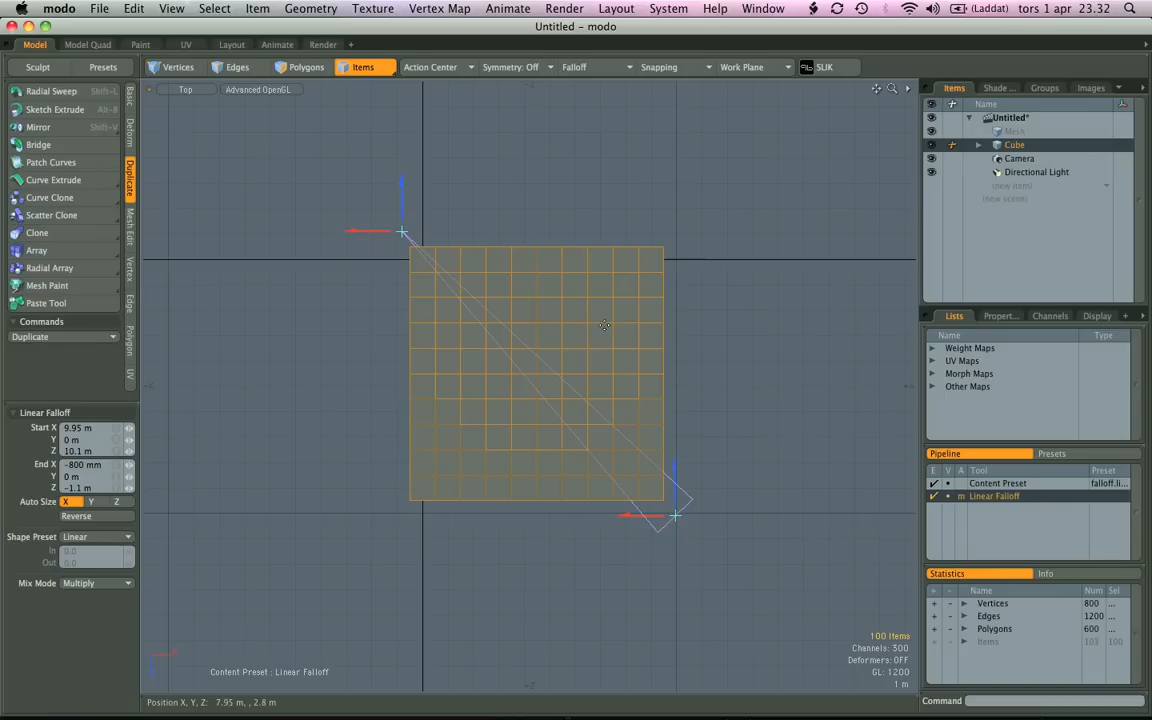 modo File Edit View Select Item Geometry Texture Vertex Map Animate Render Layout System Window Help (Laddat) tors 1 apr 23.32
Untitled - modo
Model Model Quad Paint UV Layout Animate Render +
Sculpt Presets Vertices Edges Polygons Items Action Center Symmetry: Off Falloff Snapping Work Plane SLIK
Items Shade ... Groups Images
Top Advanced OpenGL
Name
Untitled*
Mesh
Cube
Camera
Directional Light
(new item)
(new scene)
Radial Sweep Shift-L
Sketch Extrude Alt-8
Mirror Shift-V
Bridge
Patch Curves
Curve Extrude
Curve Clone
Scatter Clone
Clone
Array
Radial Array
Mesh Paint
Paste Tool
Commands
Duplicate
Basic
Deform
Duplicate
Mesh Edit
Vertex
Edge
Polygon
UV
Linear Falloff
Start X 9.95 m
Y 0 m
Z 10.1 m
End X -800 mm
Y 0 m
Z -1.1 m
Auto Size X Y Z
Reverse
Shape Preset Linear
In 0.0
Out 0.0
Mix Mode Multiply
Lists Propert... Channels Display +
Name Type
Weight Maps
UV Maps
Morph Maps
Other Maps
Pipeline Presets
E V A Tool Preset
Content Preset falloff.li...
m Linear Falloff
Statistics Info
+ - Name Num Sel
+ - Vertices 800 ...
+ - Edges 1200 ...
+ - Polygons 600 ...
+ - Items 103 100
100 Items
Channels: 300
Deformers: OFF
GL: 1200
1 m
Content Preset : Linear Falloff
Position X, Y, Z: 7.95 m, , 2.8 m
Command